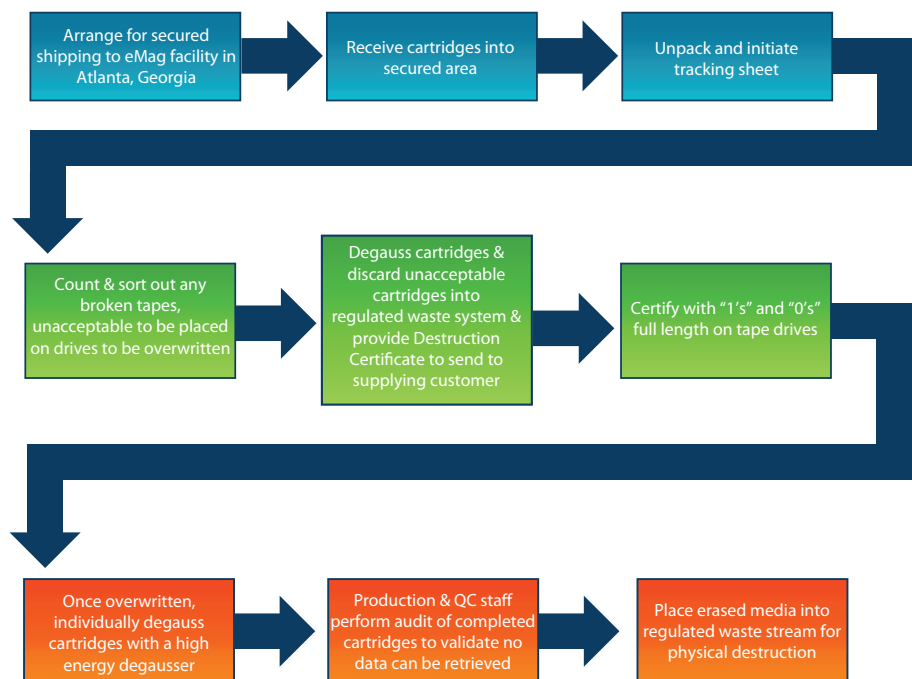 Arrange for secured
shipping to eMag facility in
Atlanta, Georgia
Receive cartridges into
secured area
Unpack and initiate
tracking sheet
Count & sort out any
broken tapes,
unacceptable to be placed
on drives to be overwritten
Degauss cartridges &
discard unacceptable
cartridges into
regulated waste system &
provide Destruction
Certificate to send to
supplying customer
Certify with “1’s” and “0’s”
full length on tape drives
Once overwritten,
individually degauss
cartridges with a high
energy degausser
Production & QC staff
perform audit of completed
cartridges to validate no
data can be retrieved
Place erased media into
regulated waste stream for
physical destruction